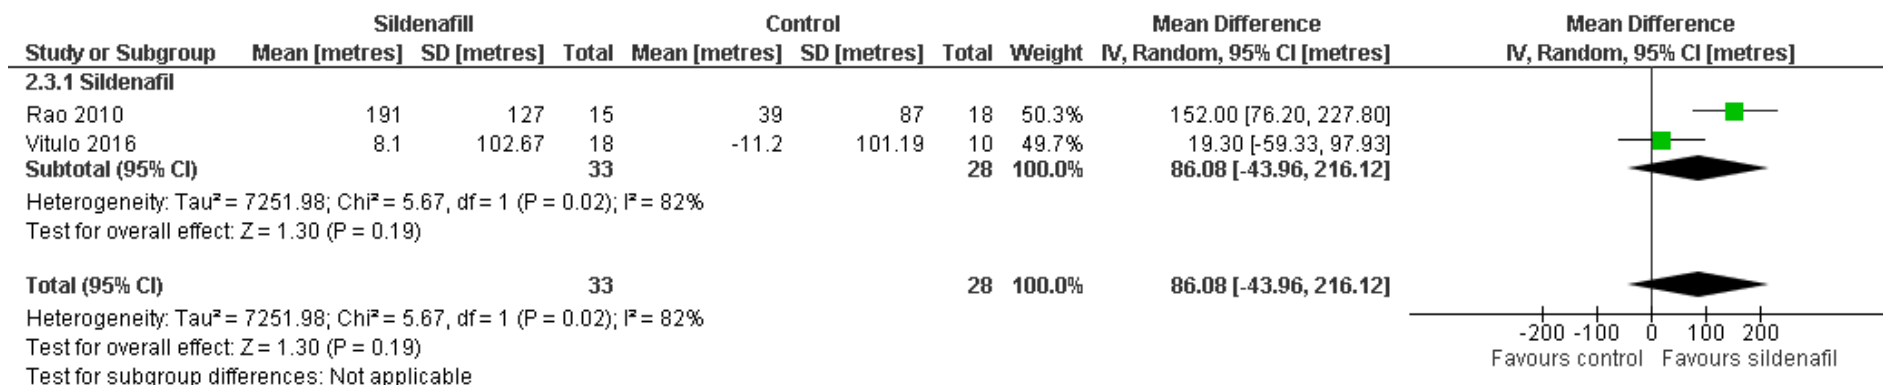 Sildenafill Control Mean Difference Mean Difference
Study or Subgroup Mean [metres] SD [metres] Total Mean [metres] SD [metres] Total Weight IV, Random, 95% CI [metres] IV, Random, 95% CI [metres]
2.3.1 Sildenafil
Rao 2010 191 127 15 39 87 18 50.3% 152.00 [76.20, 227.80]
Vitulo 2016 8.1 102.67 18 -11.2 101.19 10 49.7% 19.30 [-59.33, 97.93]
Subtotal (95% CI) 33 28 100.0% 86.08 [-43.96, 216.12]
Heterogeneity: Tau² = 7251.98; Chi² = 5.67, df = 1 (P = 0.02); I² = 82%
Test for overall effect: Z = 1.30 (P = 0.19)
Total (95% CI) 33 28 100.0% 86.08 [-43.96, 216.12]
Heterogeneity: Tau² = 7251.98; Chi² = 5.67, df = 1 (P = 0.02); I² = 82%
Test for overall effect: Z = 1.30 (P = 0.19)
Test for subgroup differences: Not applicable
-200 -100 0 100 200
Favours control Favours sildenafil